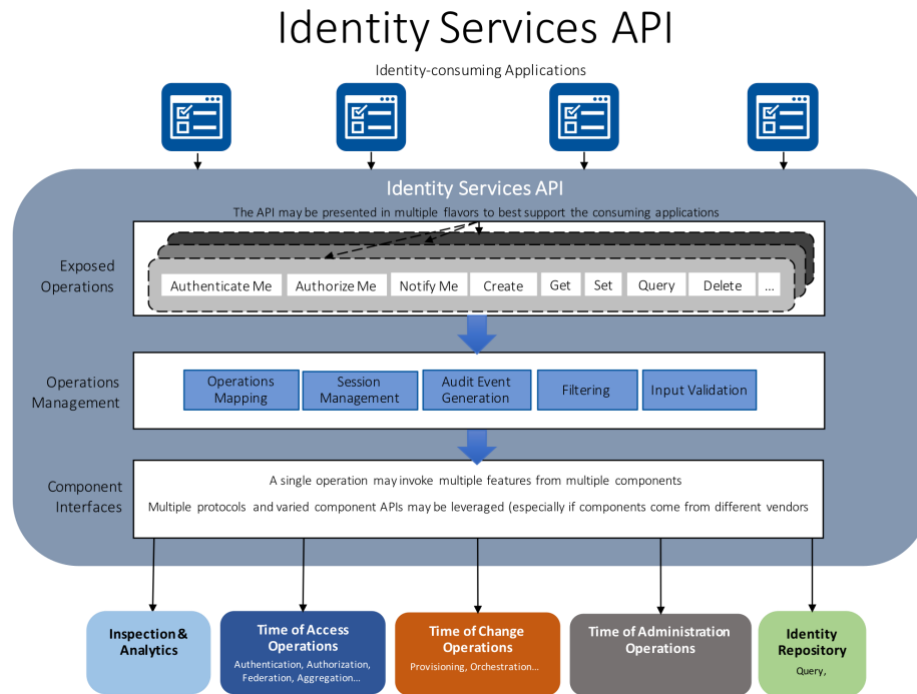 Identity Services API
Identity-consuming Applications
Identity Services API
The API may be presented in multiple flavors to best support the consuming applications
Exposed
Operations
Authenticate Me
Authorize Me
Notify Me
Create
Get
Set
Query
Delete
...
Operations
Management
Operations
Mapping
Session
Management
Audit Event
Generation
Filtering
Input Validation
Component
Interfaces
A single operation may invoke multiple features from multiple components
Multiple protocols and varied component APIs may be leveraged (especially if components come from different vendors
Inspection &
Analytics
Time of Access
Operations
Authentication, Authorization,
Federation, Aggregation...
Time of Change
Operations
Provisioning, Orchestration...
Time of Administration
Operations
Identity
Repository
Query,